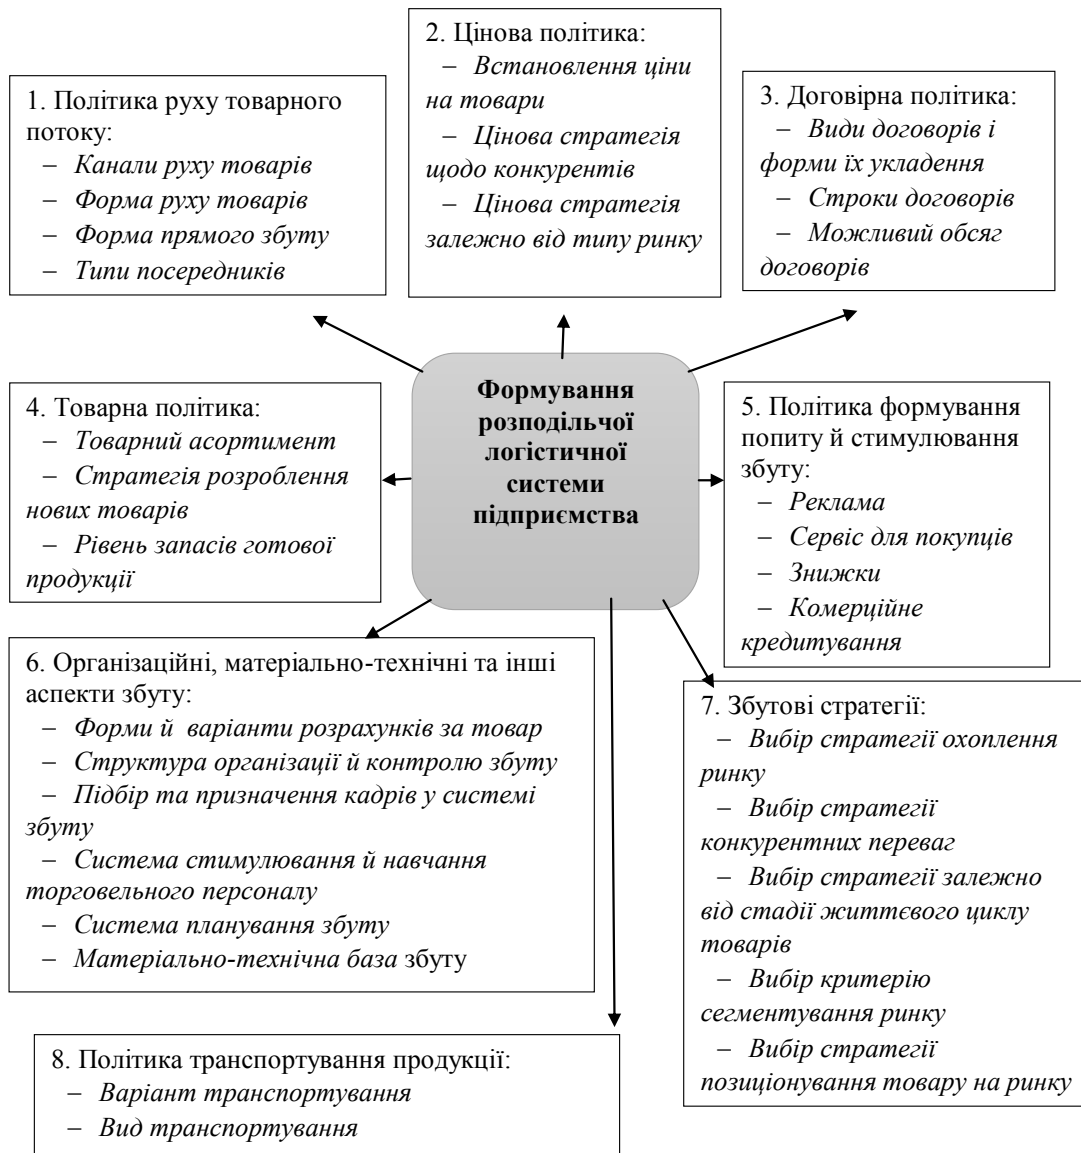 1. Політика руху товарного
потоку:
– Канали руху товарів
– Форма руху товарів
– Форма прямого збуту
– Типи посередників
2. Цінова політика:
– Встановлення ціни
на товари
– Цінова стратегія
щодо конкурентів
– Цінова стратегія
залежно від типу ринку
3. Договірна політика:
– Види договорів і
форми їх укладення
– Строки договорів
– Можливий обсяг
договорів
Формування
розподільчої
логістичної
системи
підприємства
4. Товарна політика:
– Товарний асортимент
– Стратегія розроблення
нових товарів
– Рівень запасів готової
продукції
5. Політика формування
попиту й стимулювання
збуту:
– Реклама
– Сервіс для покупців
– Знижки
– Комерційне
кредитування
6. Організаційні, матеріально-технічні та інші
аспекти збуту:
– Форми й варіанти розрахунків за товар
– Структура організації й контролю збуту
– Підбір та призначення кадрів у системі
збуту
– Система стимулювання й навчання
торговельного персоналу
– Система планування збуту
– Матеріально-технічна база збуту
7. Збутові стратегії:
– Вибір стратегії охоплення
ринку
– Вибір стратегії
конкурентних переваг
– Вибір стратегії залежно
від стадії життєвого циклу
товарів
– Вибір критерію
сегментування ринку
– Вибір стратегії
позиціонування товару на ринку
8. Політика транспортування продукції:
– Варіант транспортування
– Вид транспортування